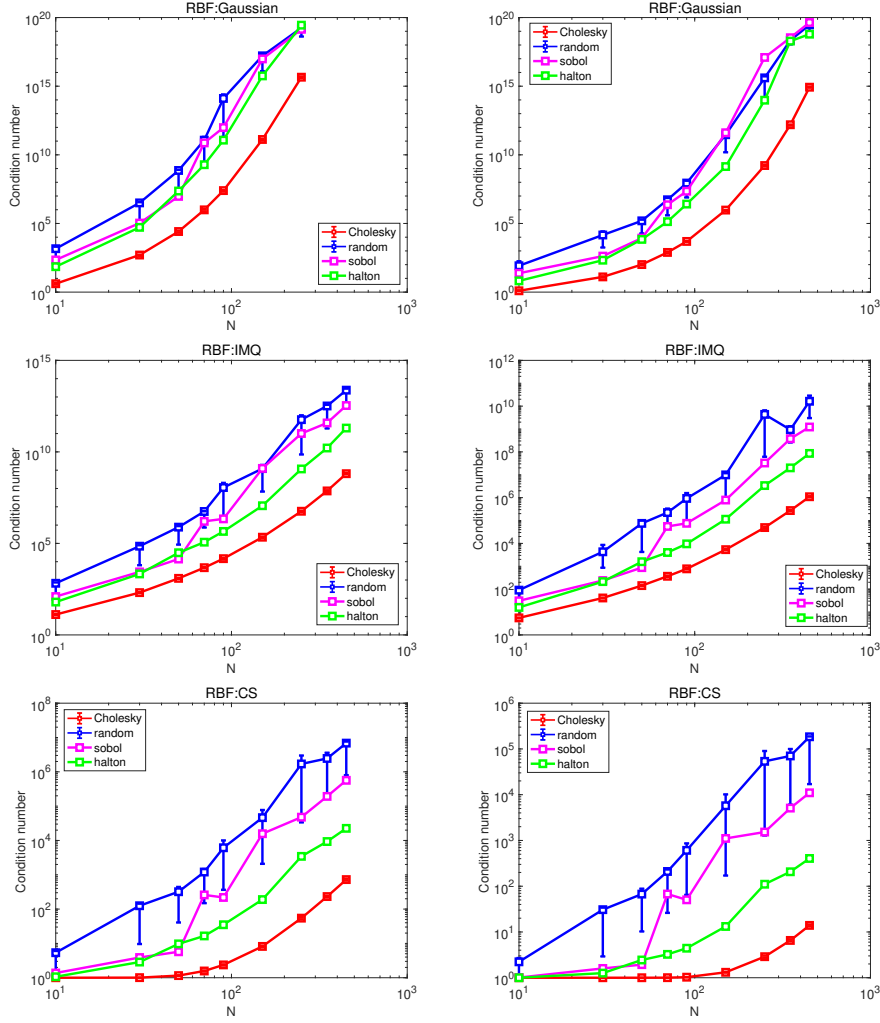 RBF:Gaussian
10^20
10^15
10^10
10^5
10^0
Condition number
Cholesky
random
sobol
halton
10^1
10^2
10^3
N
RBF:Gaussian
10^20
10^15
10^10
10^5
10^0
Condition number
Cholesky
random
sobol
halton
10^1
10^2
10^3
N
RBF:IMQ
10^15
10^10
10^5
10^0
Condition number
Cholesky
random
sobol
halton
10^1
10^2
10^3
N
RBF:IMQ
10^12
10^10
10^8
10^6
10^4
10^2
10^0
Condition number
Cholesky
random
sobol
halton
10^1
10^2
10^3
N
RBF:CS
10^8
10^6
10^4
10^2
10^0
Condition number
Cholesky
random
sobol
halton
10^1
10^2
10^3
N
RBF:CS
10^6
10^5
10^4
10^3
10^2
10^1
10^0
Condition number
Cholesky
random
sobol
halton
10^1
10^2
10^3
N